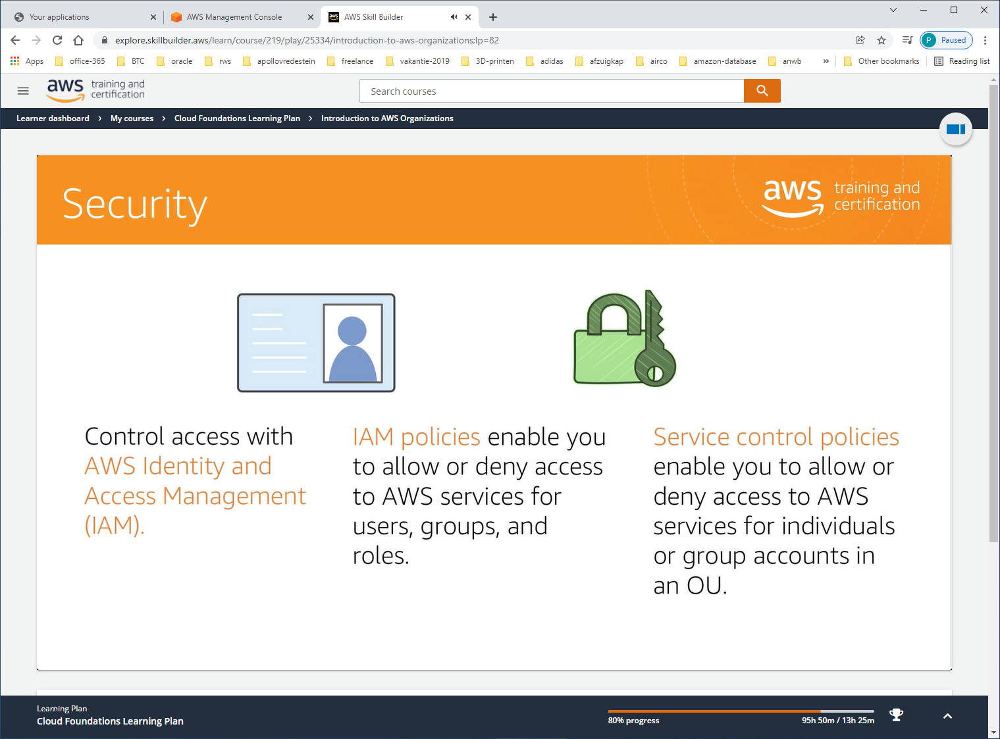 Your applications
AWS Management Console
AWS Skill Builder
explore.skillbuilder.aws/learn/course/219/play/25334/introduction-to-aws-organizations;lp=82
P Paused
Apps office-365 BTC oracle rws apollovredestein freelance vakantie-2019 3D-printen adidas afzuigkap airco amazon-database anwb » Other bookmarks Reading list
aws training and
certification
Search courses
Learner dashboard > My courses > Cloud Foundations Learning Plan > Introduction to AWS Organizations
Security
aws training and
certification
Control access with
AWS Identity and
Access Management
(IAM).
IAM policies enable you
to allow or deny access
to AWS services for
users, groups, and
roles.
Service control policies
enable you to allow or
deny access to AWS
services for individuals
or group accounts in
an OU.
Learning Plan
Cloud Foundations Learning Plan
80% progress
95h 50m / 13h 25m